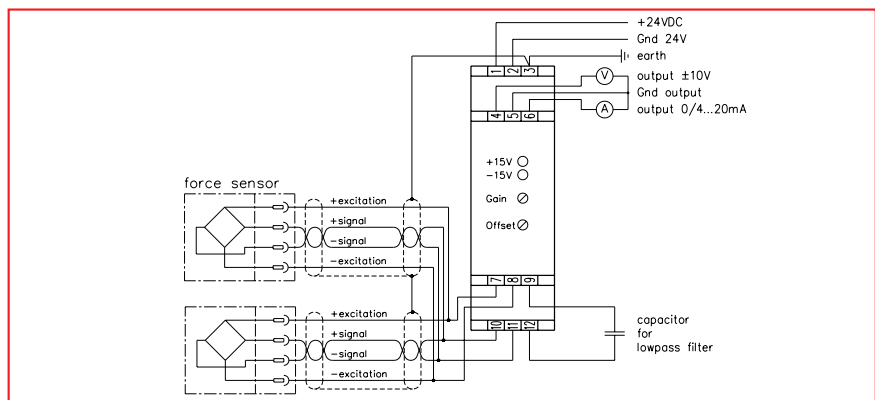 +24VDC
Gnd 24V
earth
1 2 3
output ±10V
V
Gnd output
4 5 6
A
output 0/4...20mA
+15V
-15V
Gain
Offset
force sensor
+excitation
+signal
-signal
-excitation
7 8 9
+excitation
+signal
-signal
-excitation
10 11 12
capacitor
for
lowpass filter